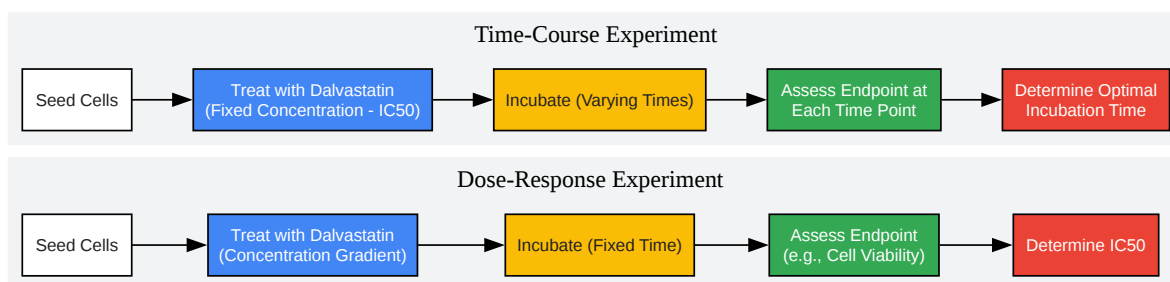 Time-Course Experiment
Seed Cells
Treat with Dalvastatin
(Fixed Concentration - IC50)
Incubate (Varying Times)
Assess Endpoint at
Each Time Point
Determine Optimal
Incubation Time
Dose-Response Experiment
Seed Cells
Treat with Dalvastatin
(Concentration Gradient)
Incubate (Fixed Time)
Assess Endpoint
(e.g., Cell Viability)
Determine IC50